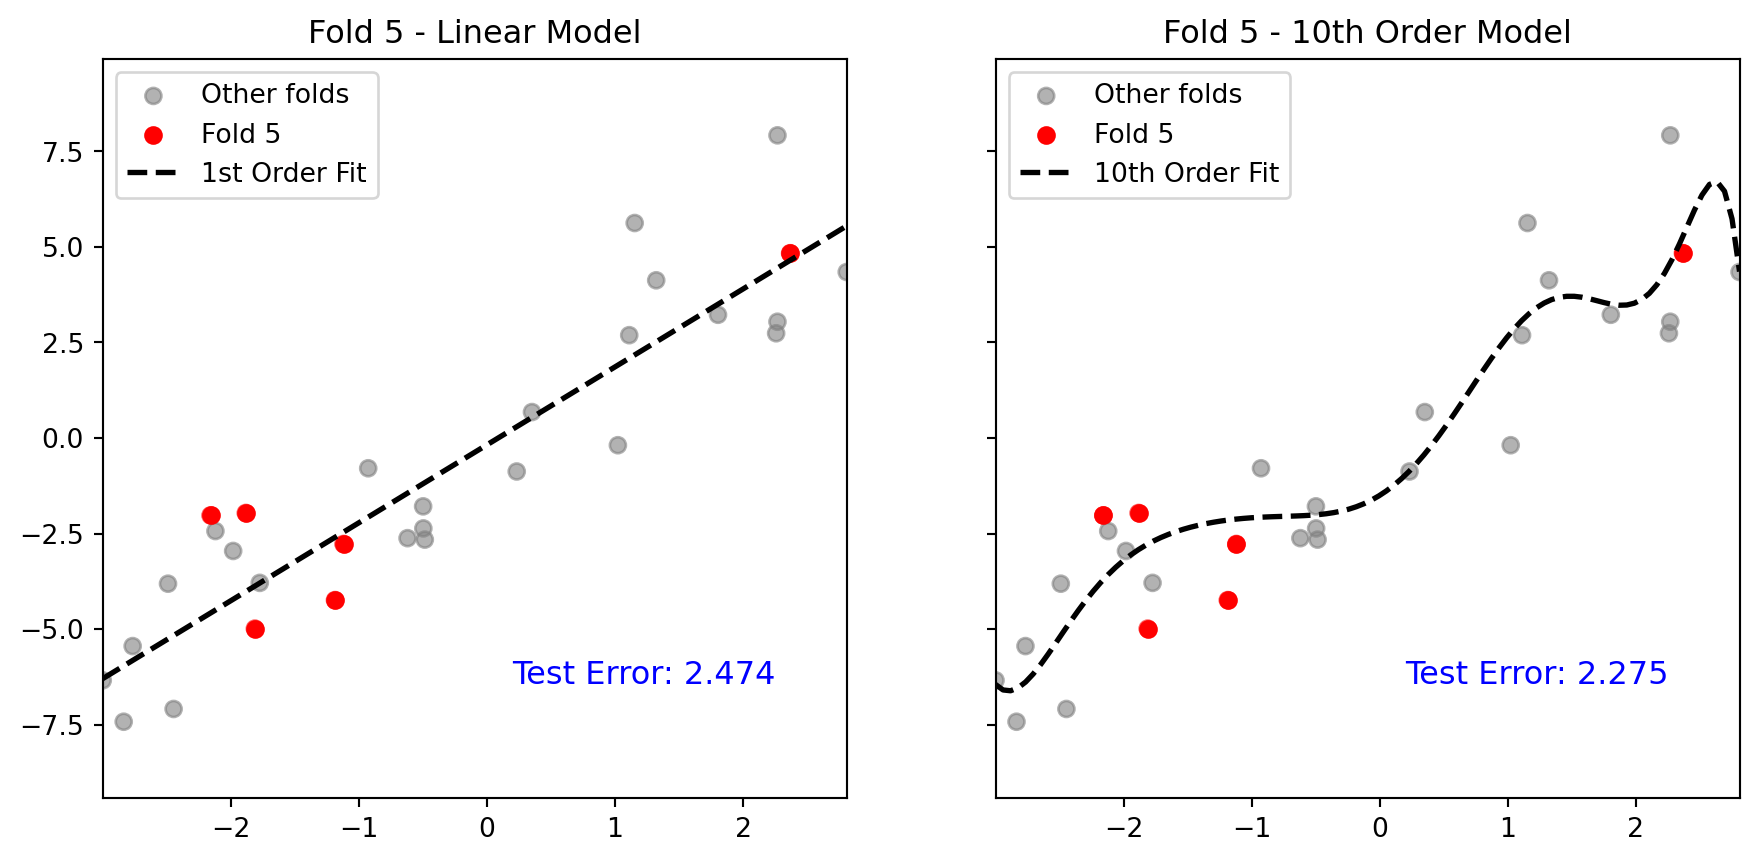 Fold 5 - Linear Model
Other folds
Fold 5
1st Order Fit
7.5
5.0
2.5
0.0
−2.5
−5.0
−7.5
Test Error: 2.474
−2
−1
0
1
2
Fold 5 - 10th Order Model
Other folds
Fold 5
10th Order Fit
Test Error: 2.275
−2
−1
0
1
2